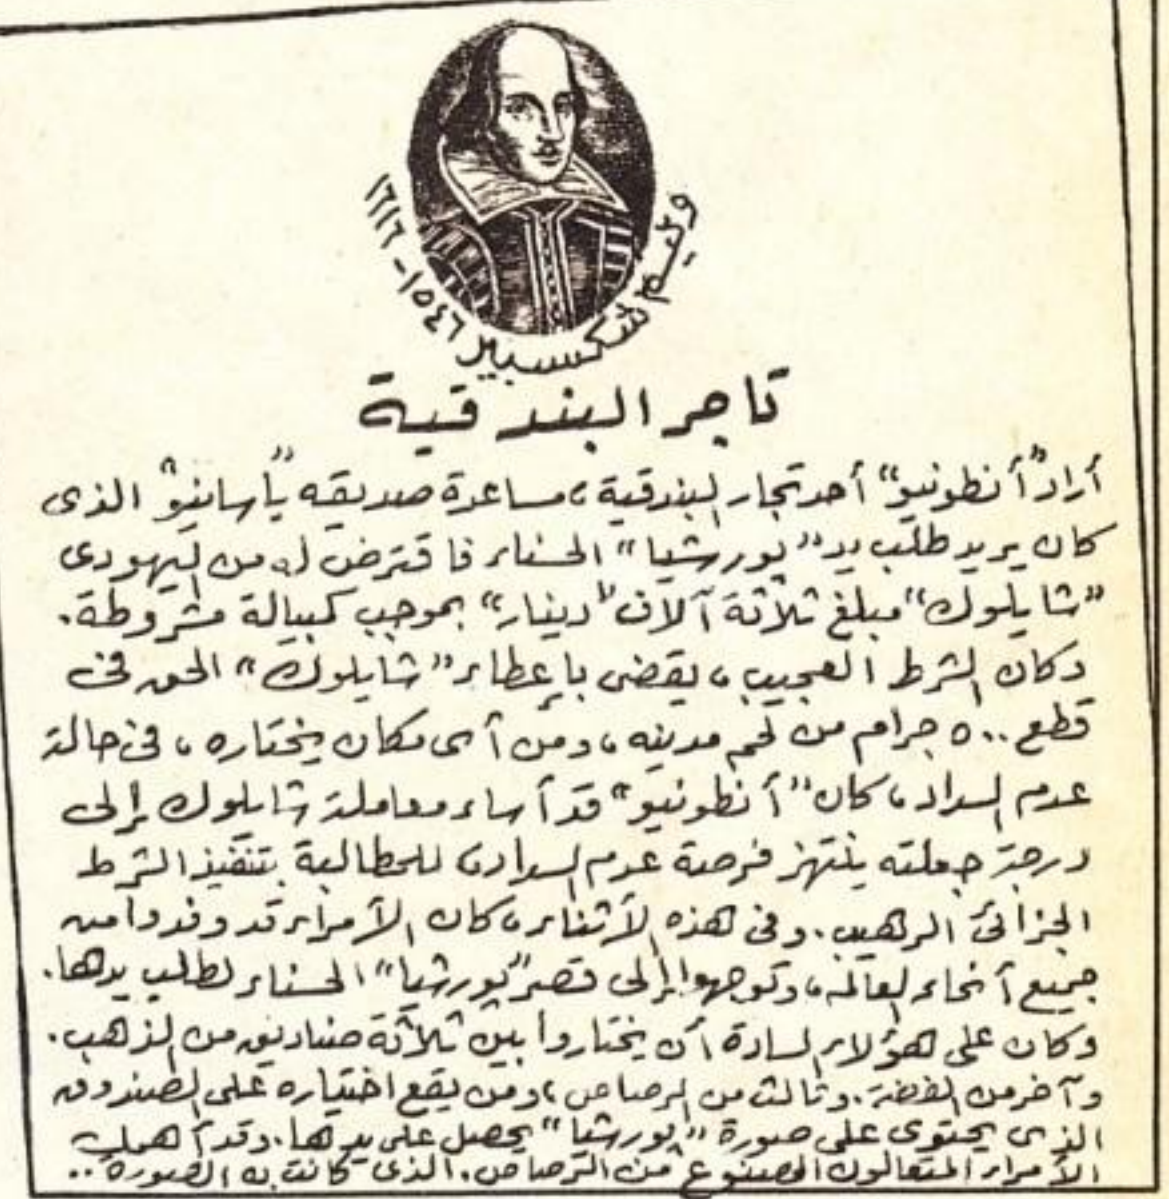 وليم شكسبير ١٥٤٦ - ١٦١٦
تاجر البندقية
أراد "أنطونيو" أحد تجار البندقية، مساعدة صديقه "باسانيو" الذى
كان يريد طلب يد "بورشيا" الحسناء فاقترض له من اليهودى
"شايلوك" مبلغ ثلاثة آلاف "دينار" بموجب كمبيالة مشروطة.
وكان الشرط العجيب، يقضى بإعطاء "شايلوك" الحق فى
قطع ٥٠٠ جرام من لحم مدينه، ومن أى مكان يختاره، فى حالة
عدم السداد، كان "أنطونيو" قد أساء معاملة شايلوك إلى
درجة جعلته ينتهز فرصة عدم السداد، للمطالبة بتنفيذ الشرط
الجزائى الرهيب. وفى هذه الأثناء، كان الأمراء قد وفدوا من
جميع أنحاء العالم، وتوجهوا إلى قصر "بورشيا" الحسناء لطلب يدها.
وكان على هؤلاء السادة أن يختاروا بين ثلاثة صناديق من الذهب.
وآخر من الفضة. وثالث من الرصاص، ومن يقع اختياره على الصندوق
الذى يحتوى على صورة "بورشيا" يحصل على يدها. وقد أهمل
الأمراء المتعالون المصنوع من الرصاص. الذى كانت به الصورة..